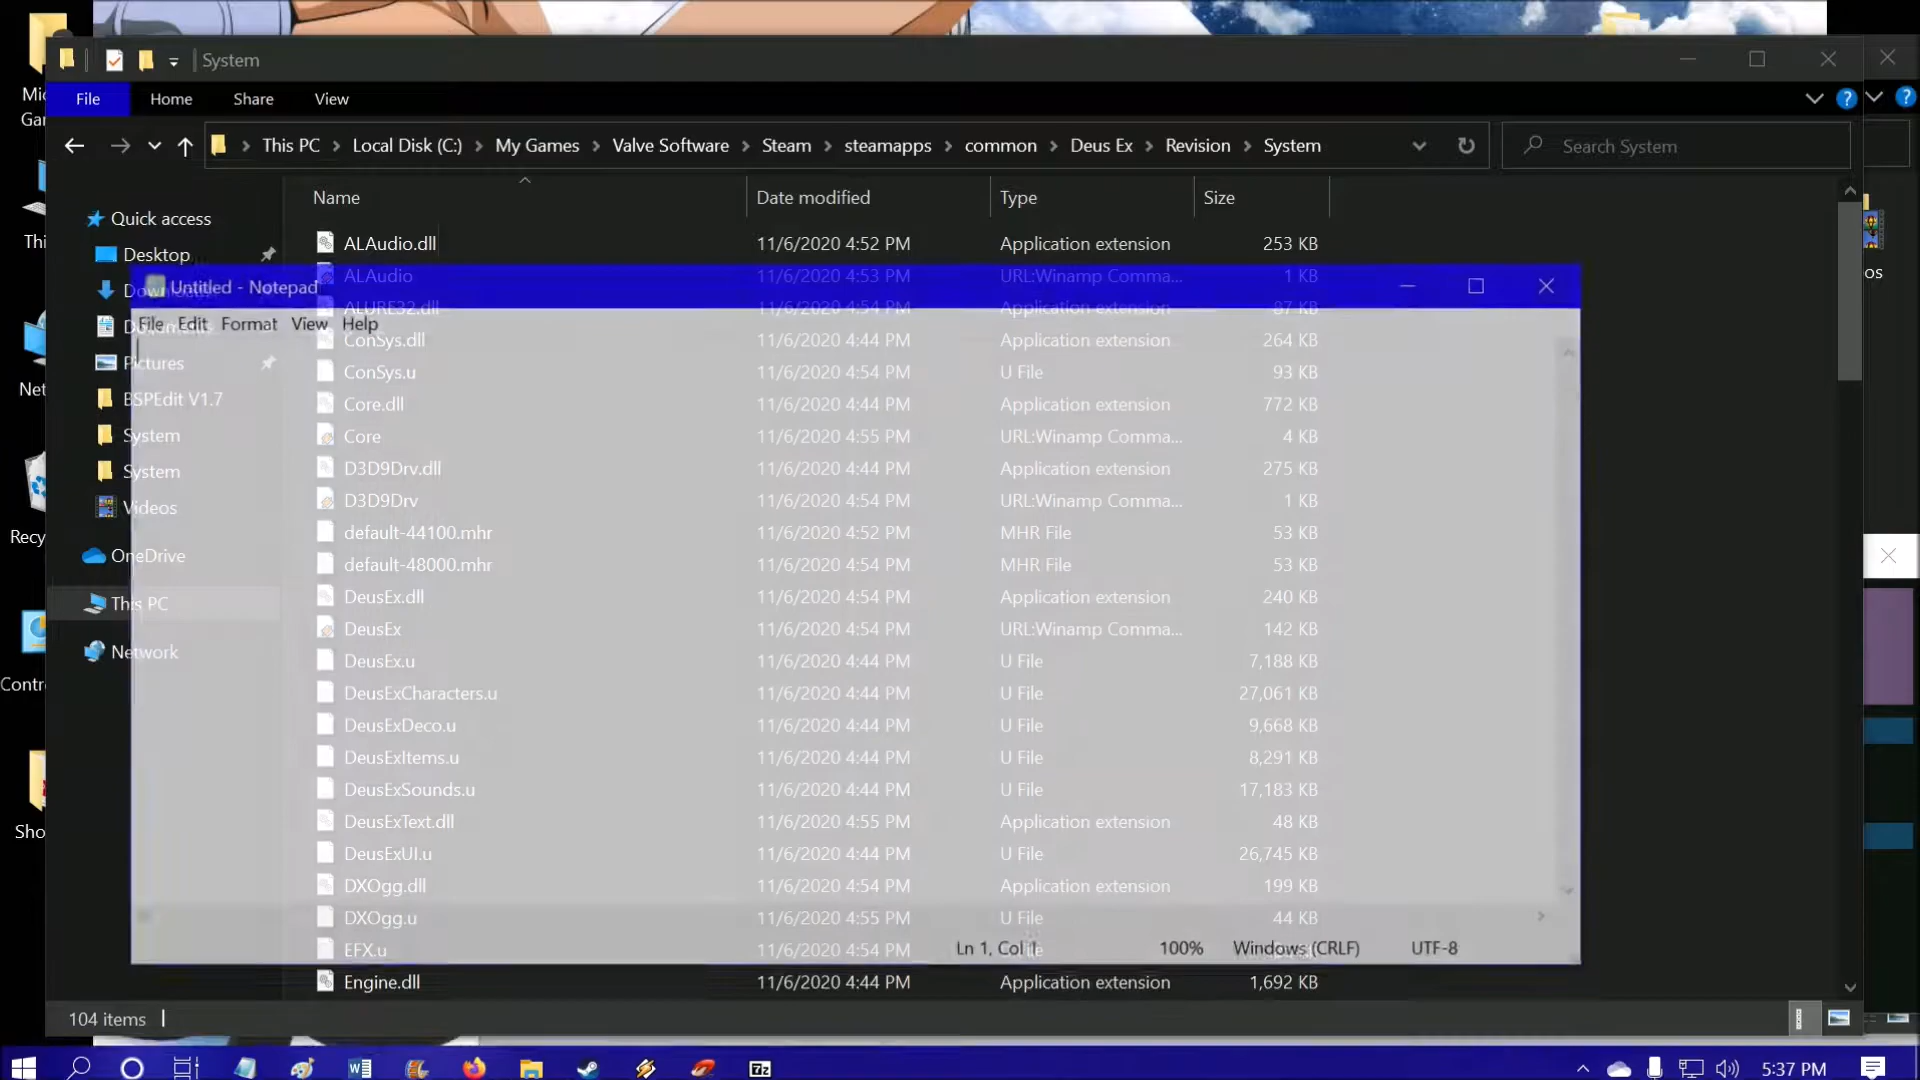 System
File Home Share View
This PC Local Disk (C:) My Games Valve Software Steam steamapps common Deus Ex Revision System
Search System
Name Date modified Type Size
Quick access
Desktop
Pictures
BSPEdit V1.7
System
System
Videos
OneDrive
This PC
Network
ALAudio.dll 11/6/2020 4:52 PM Application extension 253 KB
ALAudio 11/6/2020 4:53 PM URL:Winamp Comma... 1 KB
ALURE32.dll Application extension 87 KB
ConSys.dll 11/6/2020 4:44 PM Application extension 264 KB
ConSys.u 11/6/2020 4:54 PM U File 93 KB
Core.dll 11/6/2020 4:44 PM Application extension 772 KB
Core 11/6/2020 4:55 PM URL:Winamp Comma... 4 KB
D3D9Drv.dll 11/6/2020 4:44 PM Application extension 275 KB
D3D9Drv 11/6/2020 4:54 PM URL:Winamp Comma... 1 KB
default-44100.mhr 11/6/2020 4:52 PM MHR File 53 KB
default-48000.mhr 11/6/2020 4:54 PM MHR File 53 KB
DeusEx.dll 11/6/2020 4:54 PM Application extension 240 KB
DeusEx 11/6/2020 4:54 PM URL:Winamp Comma... 142 KB
DeusEx.u 11/6/2020 4:44 PM U File 7,188 KB
DeusExCharacters.u 11/6/2020 4:44 PM U File 27,061 KB
DeusExDeco.u 11/6/2020 4:44 PM U File 9,668 KB
DeusExItems.u 11/6/2020 4:44 PM U File 8,291 KB
DeusExSounds.u 11/6/2020 4:44 PM U File 17,183 KB
DeusExText.dll 11/6/2020 4:55 PM Application extension 48 KB
DeusExUI.u 11/6/2020 4:44 PM U File 26,745 KB
DXOgg.dll 11/6/2020 4:54 PM Application extension 199 KB
DXOgg.u 11/6/2020 4:55 PM U File 44 KB
EFX.u 11/6/2020 4:54 PM
Engine.dll 11/6/2020 4:44 PM Application extension 1,692 KB
104 items
Untitled - Notepad
File Edit Format View Help
Ln 1, Col 1 100% Windows (CRLF) UTF-8
Mic
Gar
Thi
Net
Recy
Contr
Sho
os
7z
5:37 PM